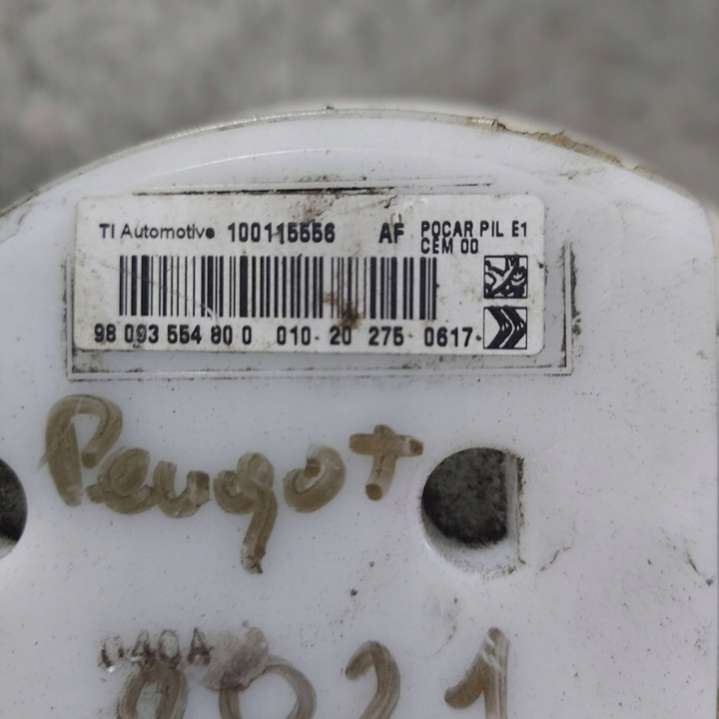 TI Automotive 100115556 AF POCAR PIL E1
CEM 00
98 093 554 80 0 010-20 275-0617-
Peugot
040A
2021